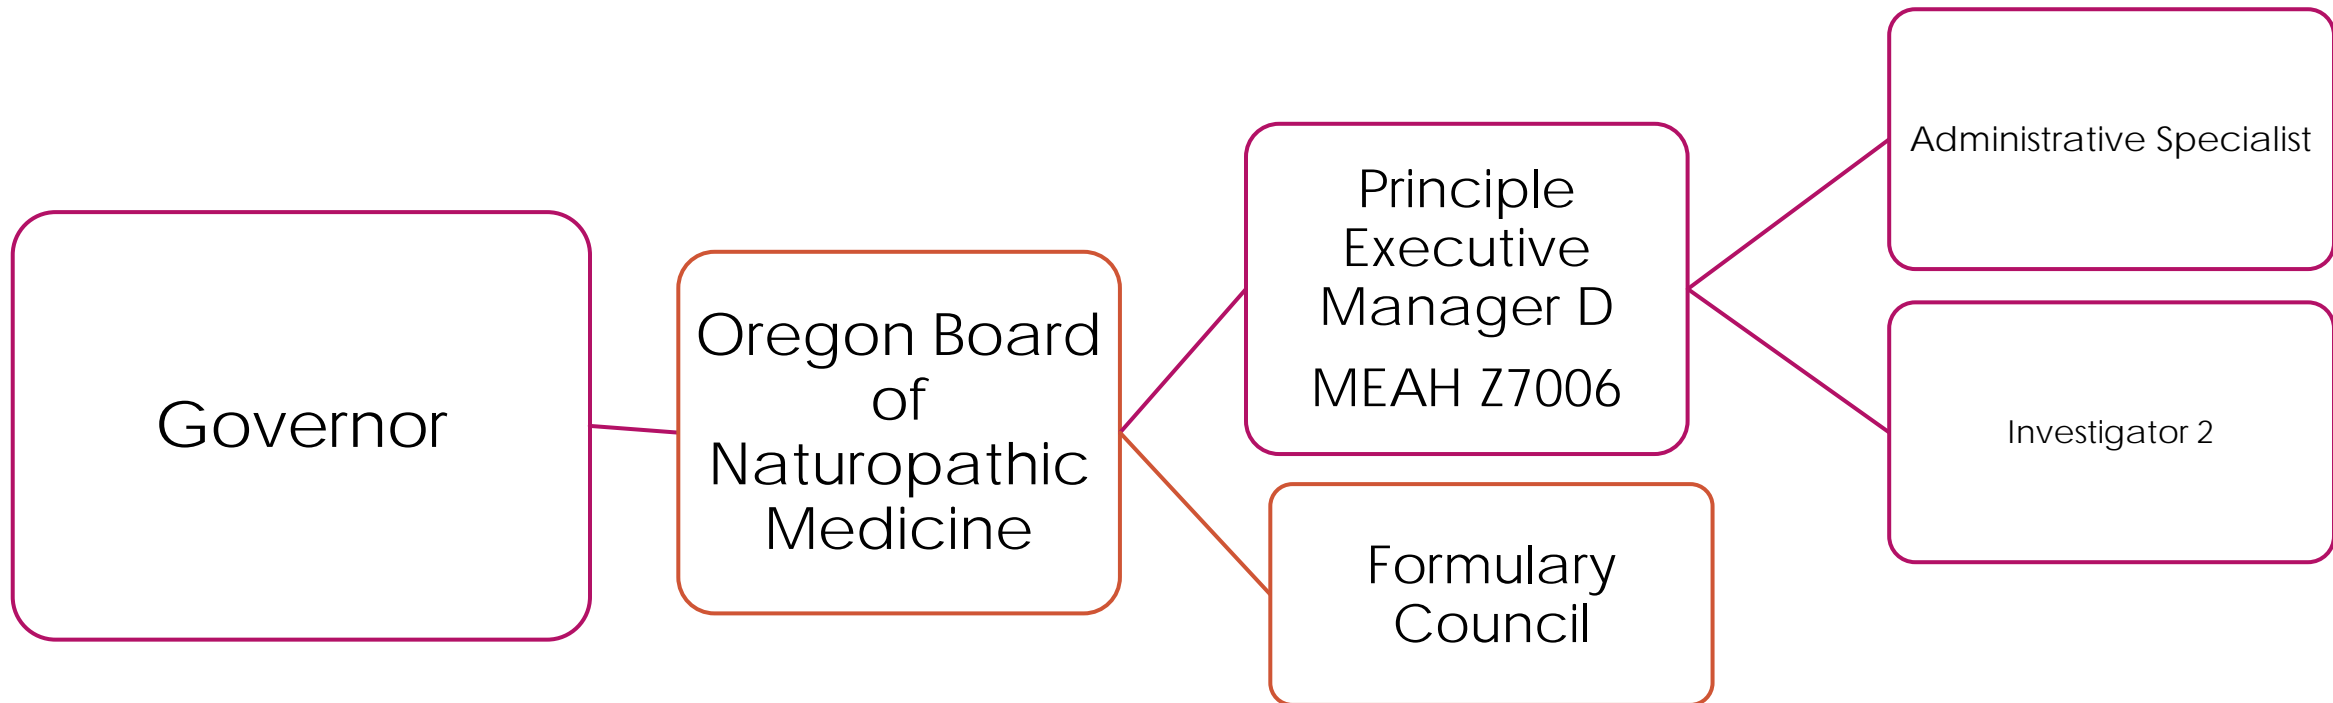 Governor
Oregon Board
of
Naturopathic
Medicine
Principle
Executive
Manager D
MEAH Z7006
Formulary
Council
Administrative Specialist
Investigator 2